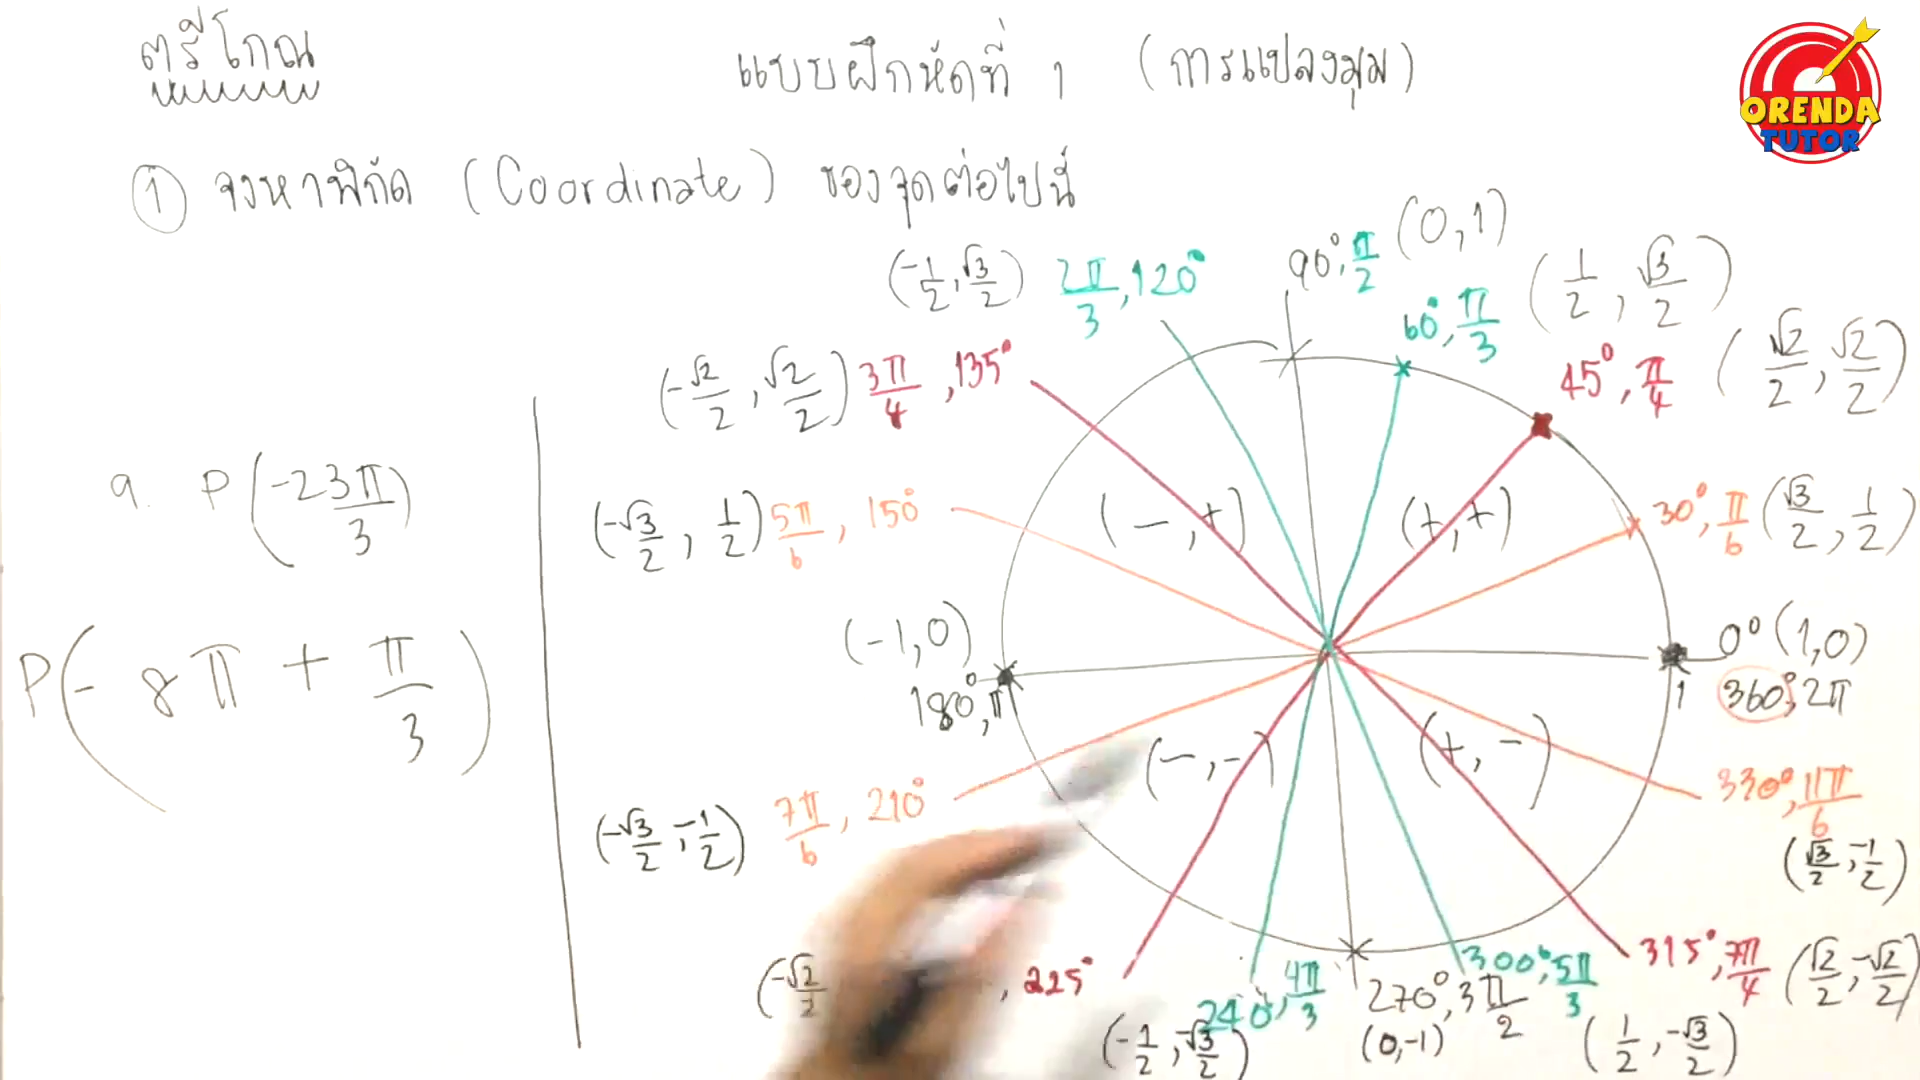 ตรีโกณ
แบบฝึกหัดที่ 1 (การแปลงมุม)
ORENDA
TUTOR
① จงหาพิกัด (Coordinate) ของจุดต่อไปนี้
90°, π/2 (0,1)
(-1/2, √3/2) 2π/3, 120°
60°, π/3 (1/2, √3/2)
(-√2/2, √2/2) 3π/4, 135°
45°, π/4 (√2/2, √2/2)
9. P(-23π/3)
(-√3/2, 1/2) 5π/6, 150°
(-,+)
(+,+)
30°, π/6 (√3/2, 1/2)
P(-8π + π/3)
(-1,0)
180°, π
0° (1,0)
1
360°, 2π
(-,-)
(+,-)
(-√3/2, -1/2) 7π/6, 210°
330°, 11π/6
(√3/2, -1/2)
(-√2/2
, 225°
240°, 4π/3
(-1/2, -√3/2)
270°, 3π/2
(0,-1)
300°, 5π/3
(1/2, -√3/2)
315°, 7π/4 (√2/2, -√2/2)